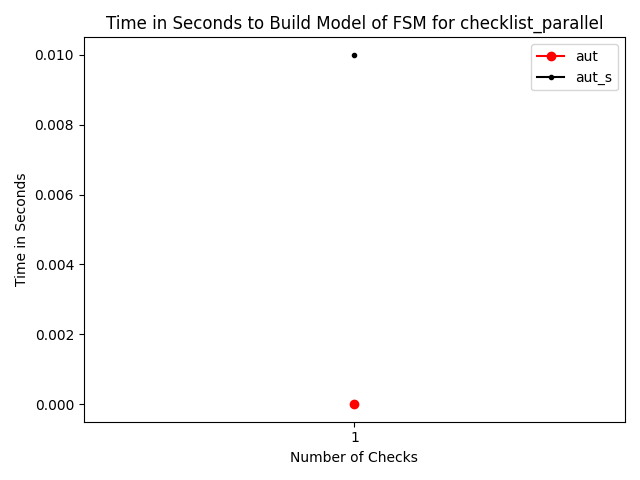 Time in Seconds to Build Model of FSM for checklist_parallel
aut
aut_s
0.010
0.008
0.006
0.004
0.002
0.000
Time in Seconds
1
Number of Checks